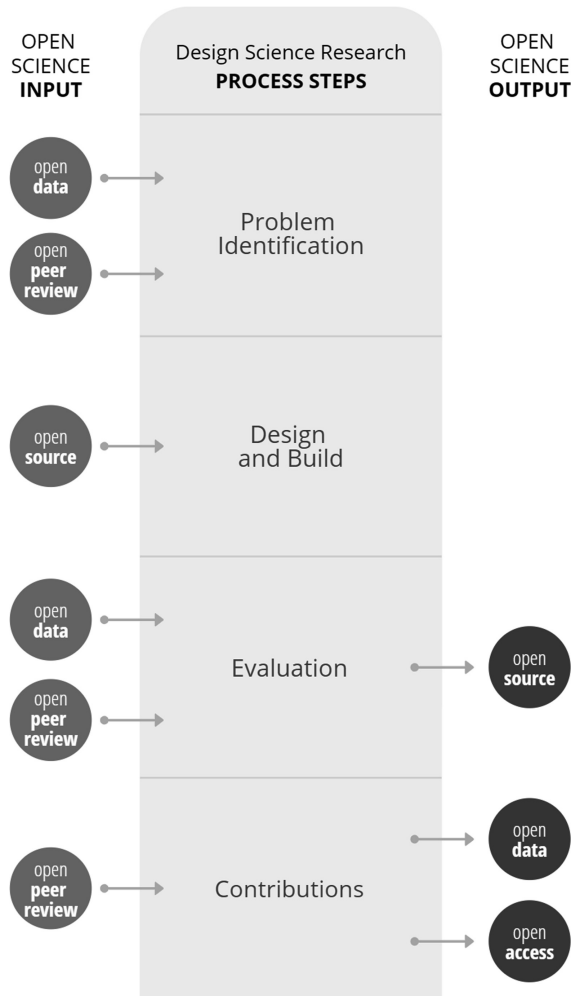 OPEN
SCIENCE
INPUT
Design Science Research
PROCESS STEPS
OPEN
SCIENCE
OUTPUT
open
data
open
peer
review
Problem
Identification
open
source
Design
and Build
open
data
open
peer
review
Evaluation
open
source
open
peer
review
Contributions
open
data
open
access